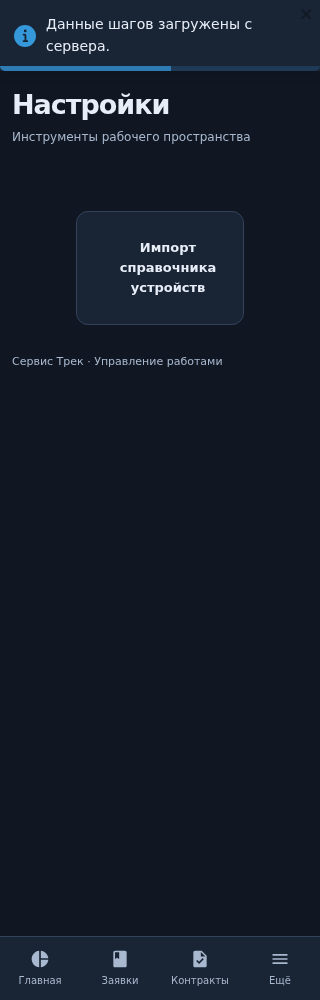 Данные шагов загружены с
сервера.
Настройки
Инструменты рабочего пространства
Импорт
справочника
устройств
Сервис Трек · Управление работами
Главная
Заявки
Контракты
Ещё